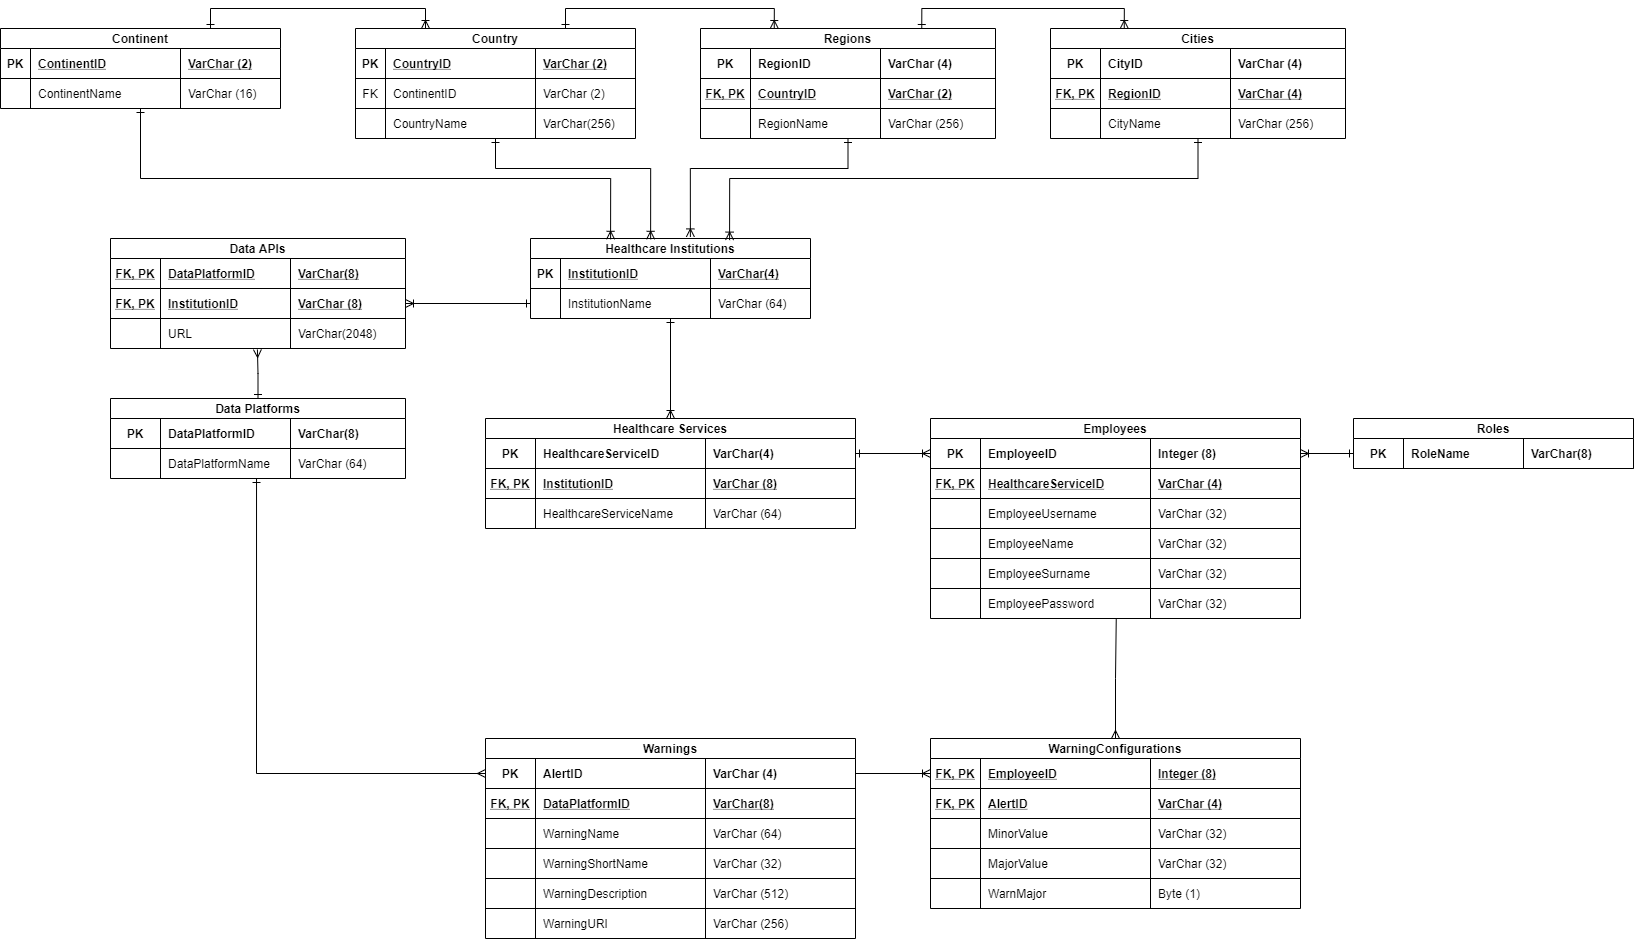 Continent
PK ContinentID VarChar (2)
ContinentName VarChar (16)
Country
PK CountryID VarChar (2)
FK ContinentID VarChar (2)
CountryName VarChar(256)
Regions
PK RegionID VarChar (4)
FK, PK CountryID VarChar (2)
RegionName VarChar (256)
Cities
PK CityID VarChar (4)
FK, PK RegionID VarChar (4)
CityName VarChar (256)
Data APIs
FK, PK DataPlatformID VarChar(8)
FK, PK InstitutionID VarChar (8)
URL VarChar(2048)
Healthcare Institutions
PK InstitutionID VarChar(4)
InstitutionName VarChar (64)
Data Platforms
PK DataPlatformID VarChar(8)
DataPlatformName VarChar (64)
Healthcare Services
PK HealthcareServiceID VarChar(4)
FK, PK InstitutionID VarChar (8)
HealthcareServiceName VarChar (64)
Employees
PK EmployeeID Integer (8)
FK, PK HealthcareServiceID VarChar (4)
EmployeeUsername VarChar (32)
EmployeeName VarChar (32)
EmployeeSurname VarChar (32)
EmployeePassword VarChar (32)
Roles
PK RoleName VarChar(8)
Warnings
PK AlertID VarChar (4)
FK, PK DataPlatformID VarChar(8)
WarningName VarChar (64)
WarningShortName VarChar (32)
WarningDescription VarChar (512)
WarningURI VarChar (256)
WarningConfigurations
FK, PK EmployeeID Integer (8)
FK, PK AlertID VarChar (4)
MinorValue VarChar (32)
MajorValue VarChar (32)
WarnMajor Byte (1)